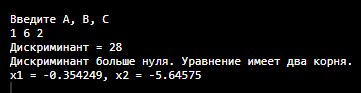 Введите A, B, C
1 6 2
Дискриминант = 28
Дискриминант больше нуля. Уравнение имеет два корня.
x1 = -0.354249, x2 = -5.64575